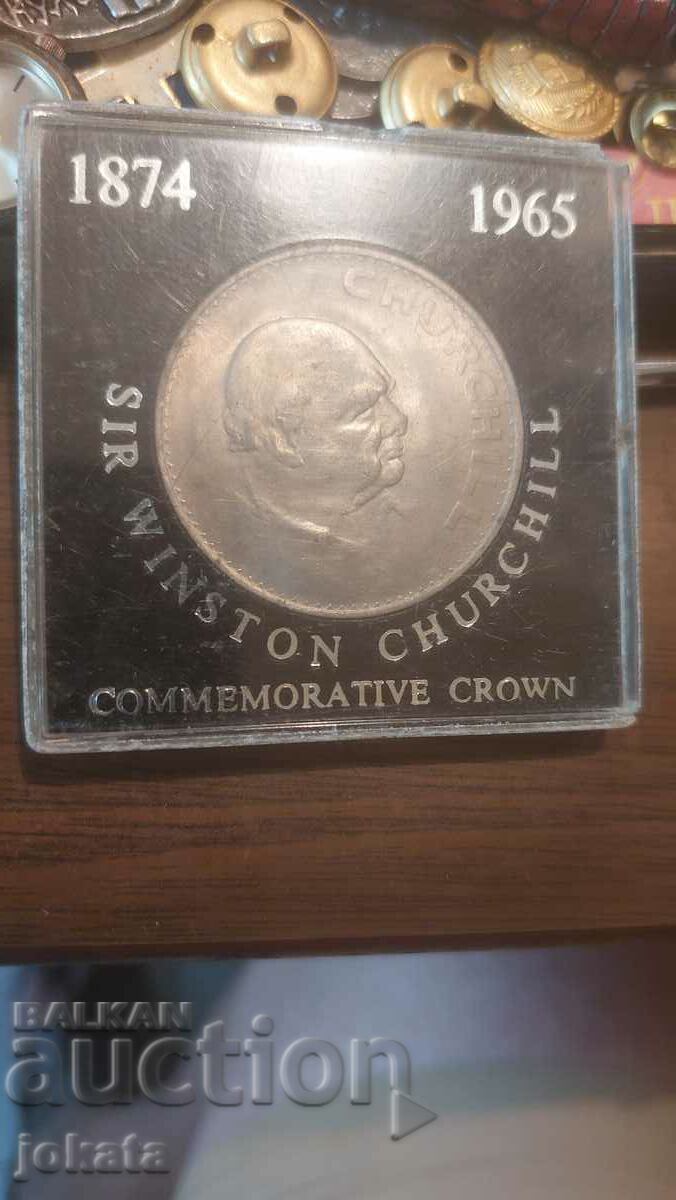 1874
1965
CHURCHILL
SIR WINSTON CHURCHILL
COMMEMORATIVE CROWN
BALKAN
auction
jokata